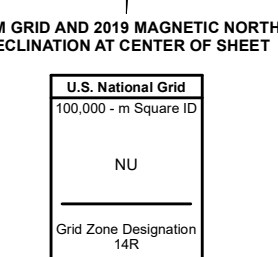 M GRID AND 2019 MAGNETIC NORTH
ECLINATION AT CENTER OF SHEET
U.S. National Grid
100,000 - m Square ID
NU
Grid Zone Designation
14R